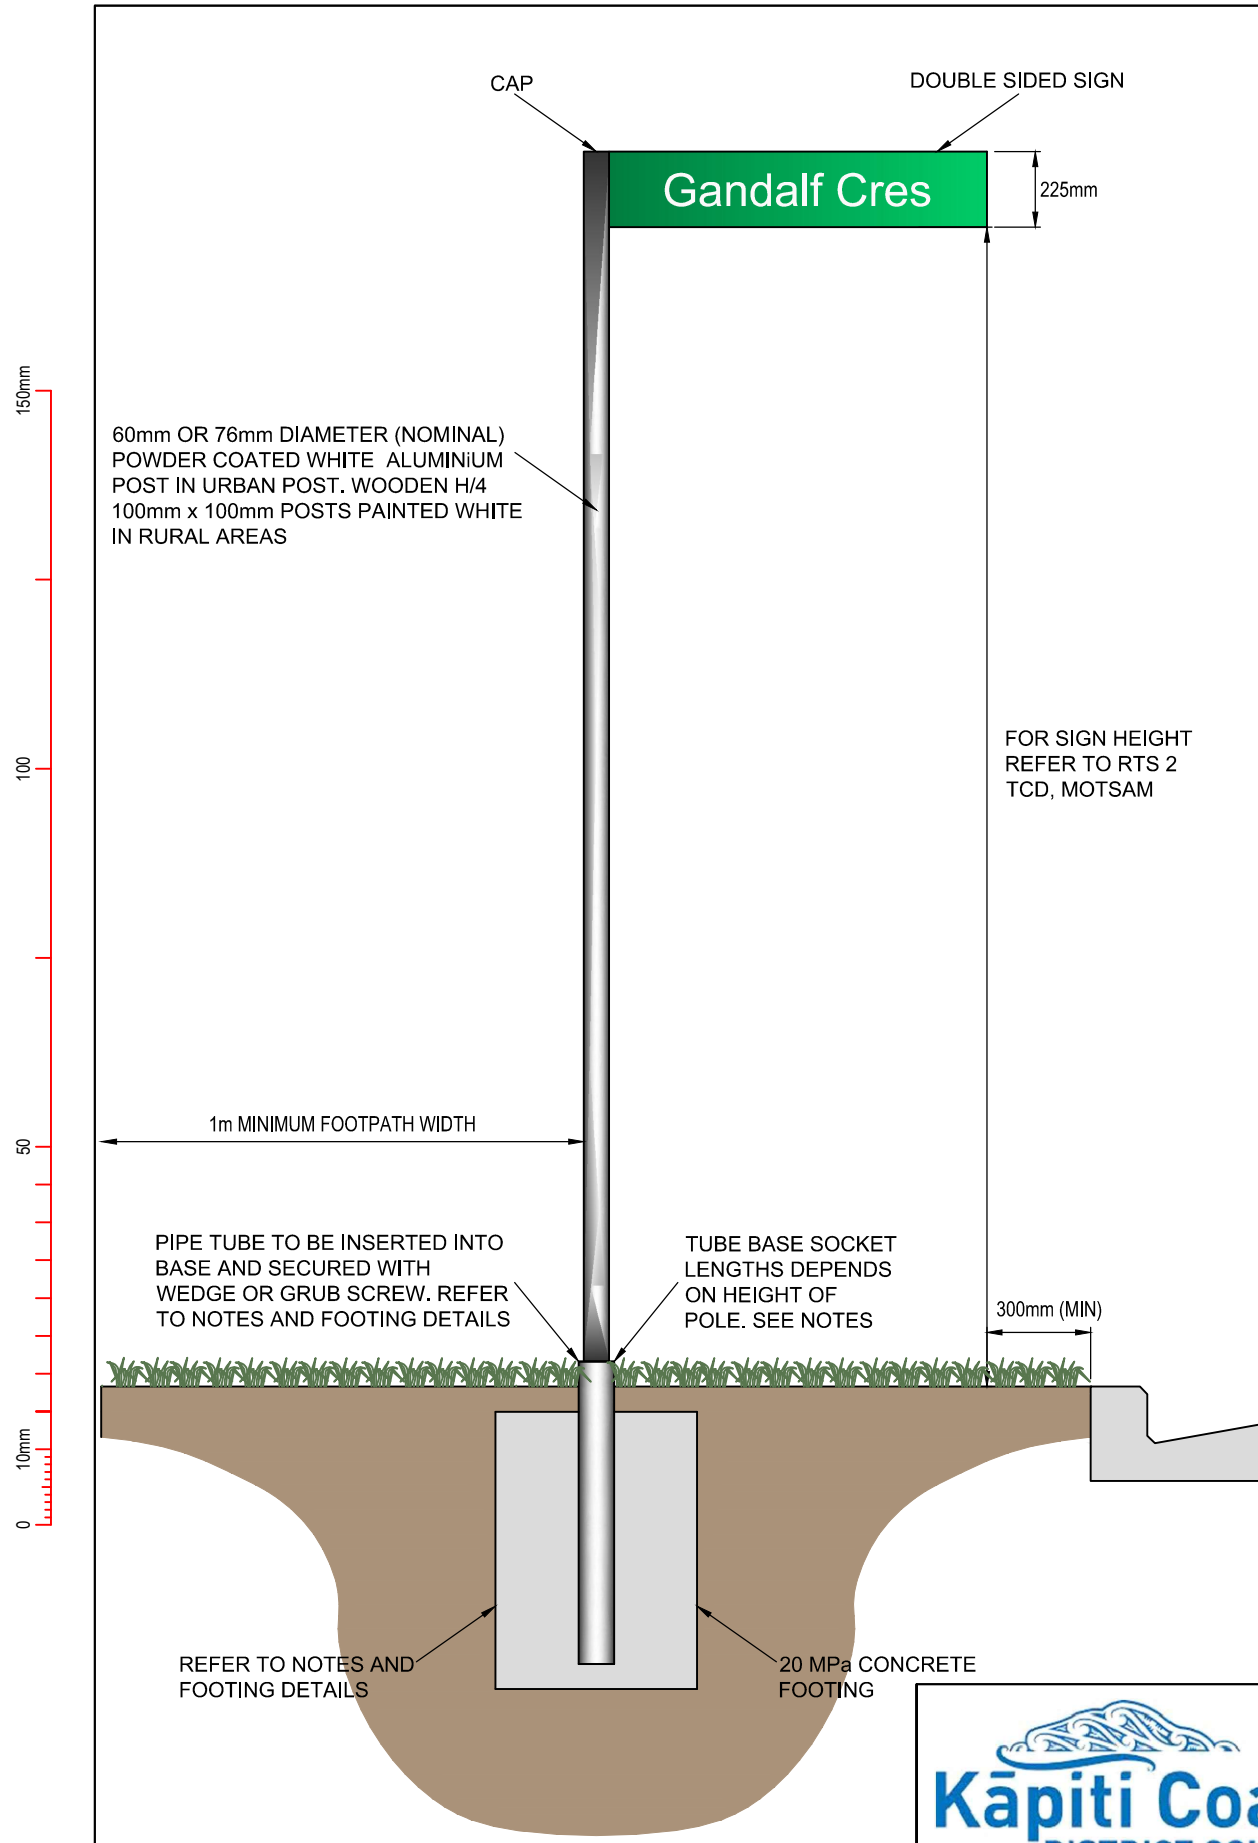 CAP
DOUBLE SIDED SIGN
Gandalf Cres
225mm
150mm
60mm OR 76mm DIAMETER (NOMINAL)
POWDER COATED WHITE ALUMINiUM
POST IN URBAN POST. WOODEN H/4
100mm x 100mm POSTS PAINTED WHITE
IN RURAL AREAS
FOR SIGN HEIGHT
REFER TO RTS 2
TCD, MOTSAM
100
1m MINIMUM FOOTPATH WIDTH
50
PIPE TUBE TO BE INSERTED INTO
BASE AND SECURED WITH
WEDGE OR GRUB SCREW. REFER
TO NOTES AND FOOTING DETAILS
TUBE BASE SOCKET
LENGTHS DEPENDS
ON HEIGHT OF
POLE. SEE NOTES
300mm (MIN)
10mm
0
REFER TO NOTES AND
FOOTING DETAILS
20 MPa CONCRETE
FOOTING
Kāpiti Coa